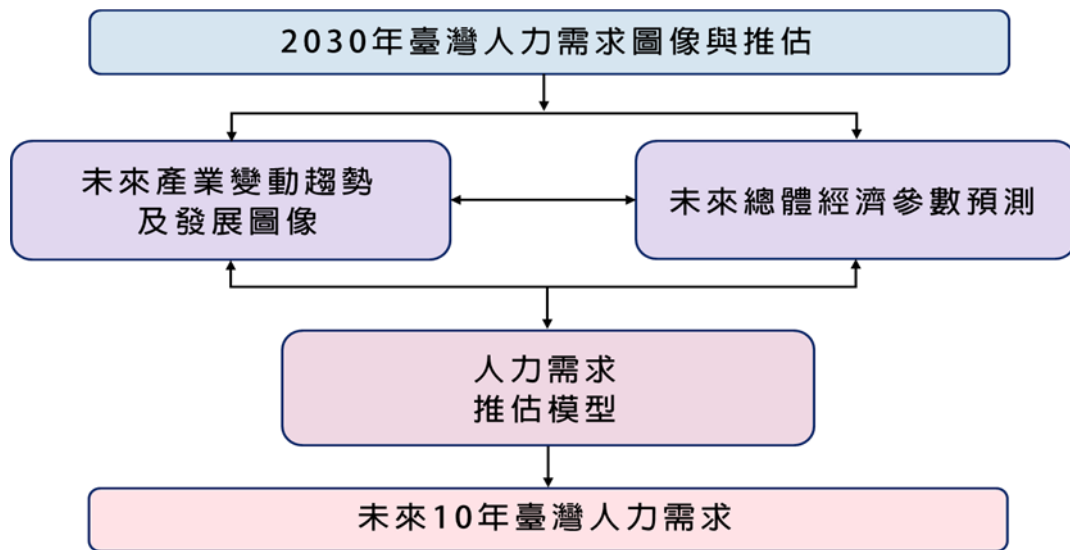 2030年臺灣人力需求圖像與推估
未來產業變動趨勢
及發展圖像
未來總體經濟參數預測
人力需求
推估模型
未來10年臺灣人力需求